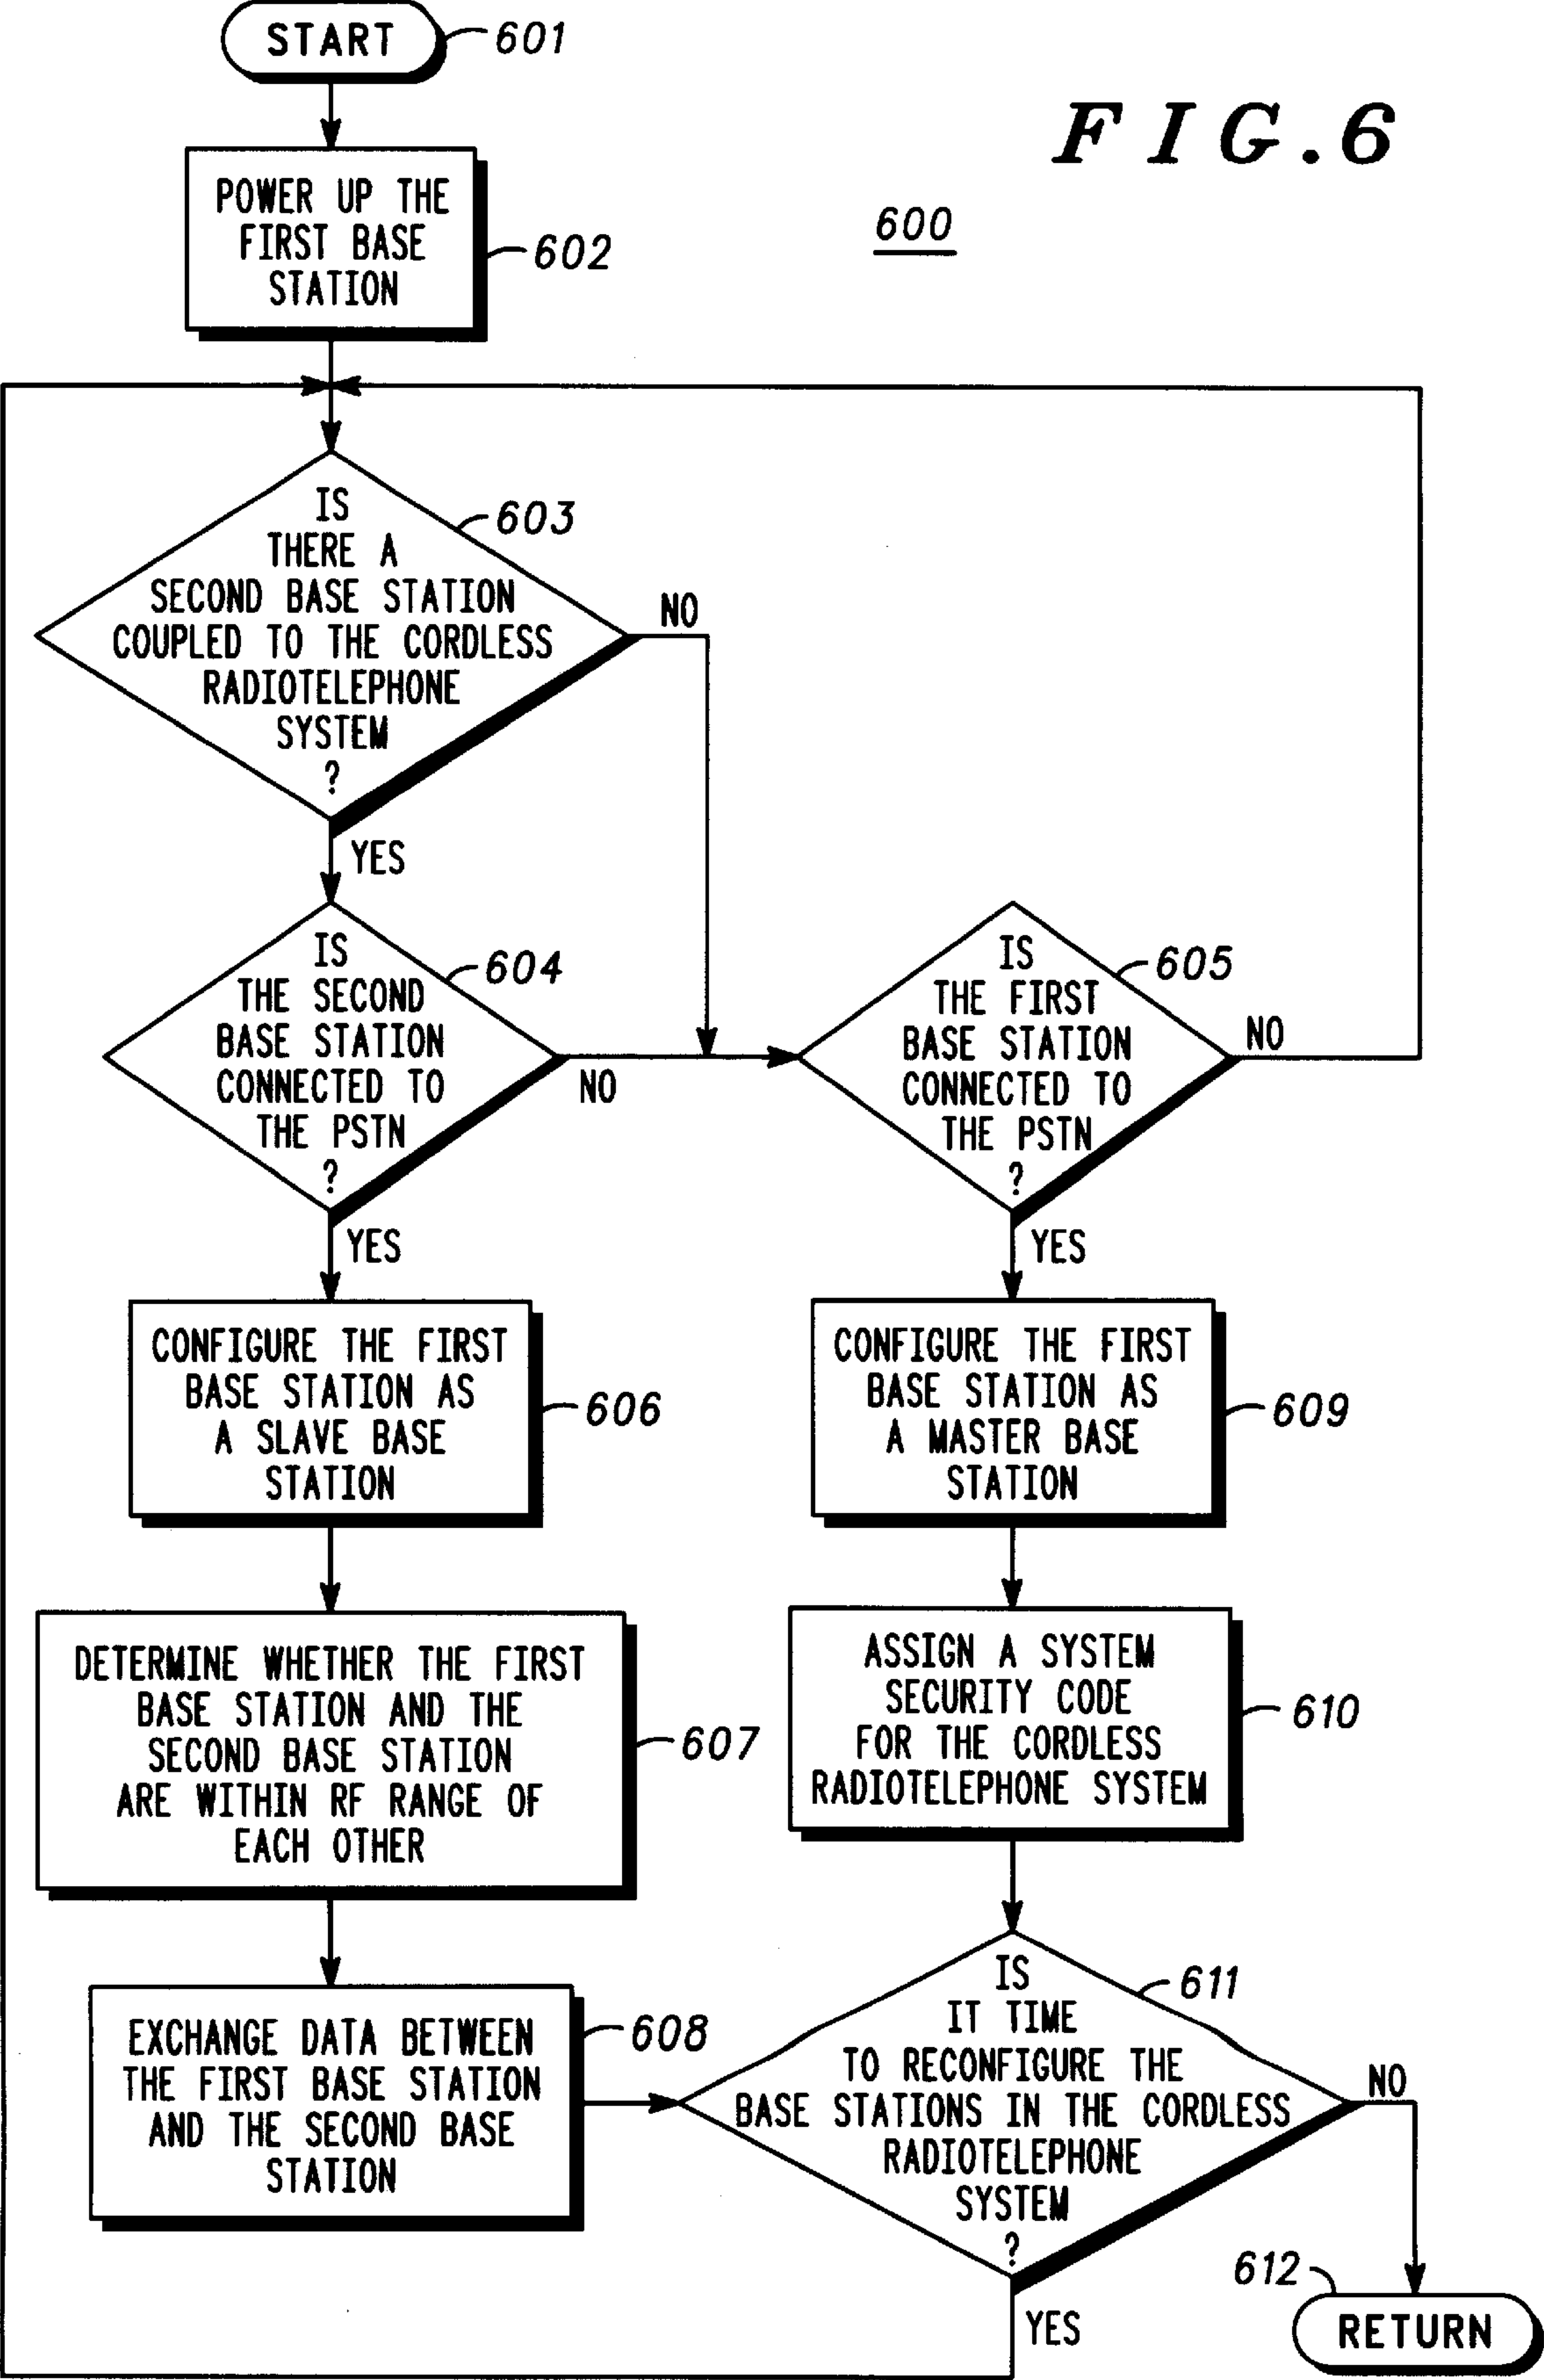 START
601
FIG.6
600
POWER UP THE
FIRST BASE
STATION
602
IS
THERE A
SECOND BASE STATION
COUPLED TO THE CORDLESS
RADIOTELEPHONE
SYSTEM
?
603
NO
YES
IS
THE SECOND
BASE STATION
CONNECTED TO
THE PSTN
?
604
NO
YES
IS
THE FIRST
BASE STATION
CONNECTED TO
THE PSTN
?
605
NO
YES
CONFIGURE THE FIRST
BASE STATION AS
A SLAVE BASE
STATION
606
CONFIGURE THE FIRST
BASE STATION AS
A MASTER BASE
STATION
609
DETERMINE WHETHER THE FIRST
BASE STATION AND THE
SECOND BASE STATION
ARE WITHIN RF RANGE OF
EACH OTHER
607
ASSIGN A SYSTEM
SECURITY CODE
FOR THE CORDLESS
RADIOTELEPHONE SYSTEM
610
EXCHANGE DATA BETWEEN
THE FIRST BASE STATION
AND THE SECOND BASE
STATION
608
IS
IT TIME
TO RECONFIGURE THE
BASE STATIONS IN THE CORDLESS
RADIOTELEPHONE
SYSTEM
?
611
NO
YES
612
RETURN